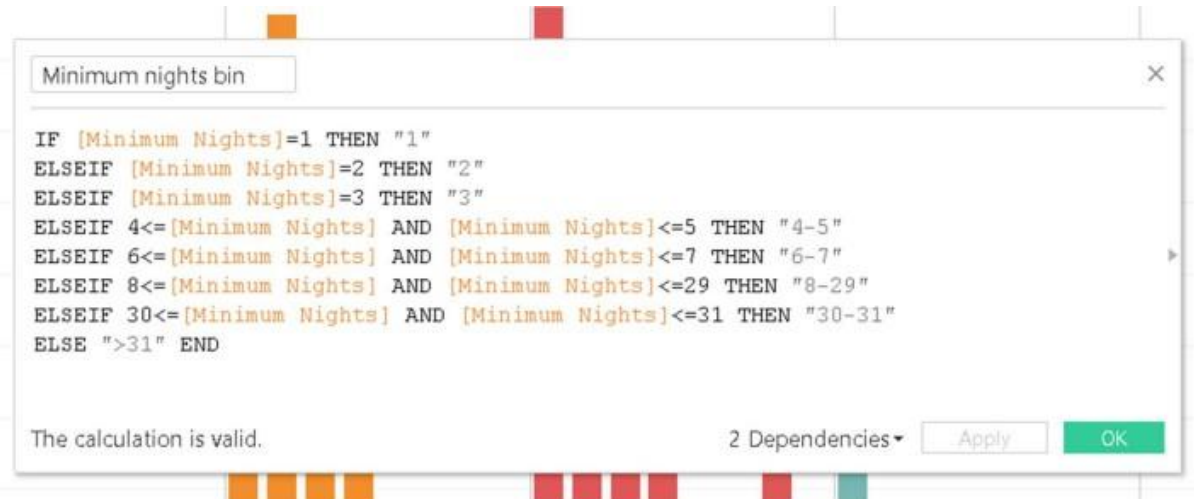 Minimum nights bin
IF [Minimum Nights]=1 THEN "1"
ELSEIF [Minimum Nights]=2 THEN "2"
ELSEIF [Minimum Nights]=3 THEN "3"
ELSEIF 4<=[Minimum Nights] AND [Minimum Nights]<=5 THEN "4-5"
ELSEIF 6<=[Minimum Nights] AND [Minimum Nights]<=7 THEN "6-7"
ELSEIF 8<=[Minimum Nights] AND [Minimum Nights]<=29 THEN "8-29"
ELSEIF 30<=[Minimum Nights] AND [Minimum Nights]<=31 THEN "30-31"
ELSE ">31" END
The calculation is valid. 2 Dependencies Apply OK